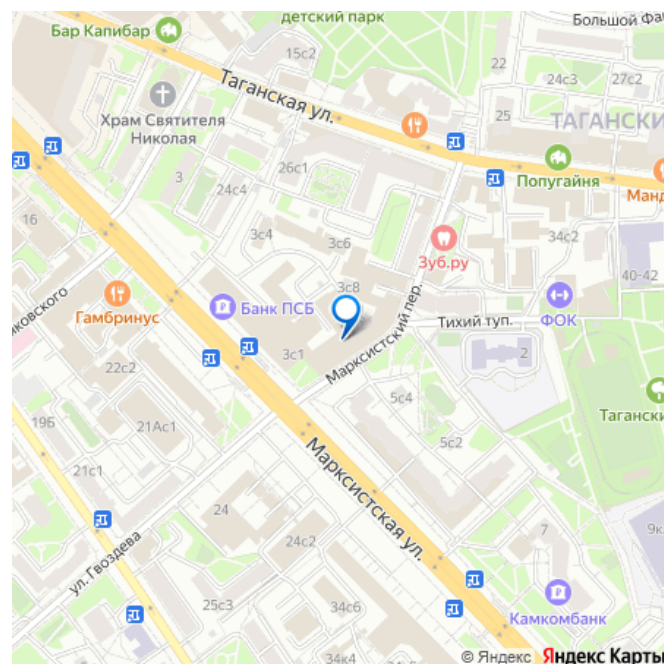 детский парк
Большой Фа
Бар Капибар
15с2
22
24с3
27с2
Таганская ул.
25
Храм Святителя
Николая
ТАГАНСКИ
26с1
Попугайня
3
24с4
Манд
16
3с4
3с6
Зуб.ру
34с2
40-42
3с8
иковского
Гамбринус
Банк ПСБ
Марксистский пер.
Тихий туп.
ФОК
3с1
2
22с2
5с4
Тагански
19Б
21Ас1
5с2
21с1
Марксистская ул.
24
7
9к
ул. Гвоздева
24с2
25с3
34с6
Камкомбанк
34к4
© Яндекс Яндекс Карты